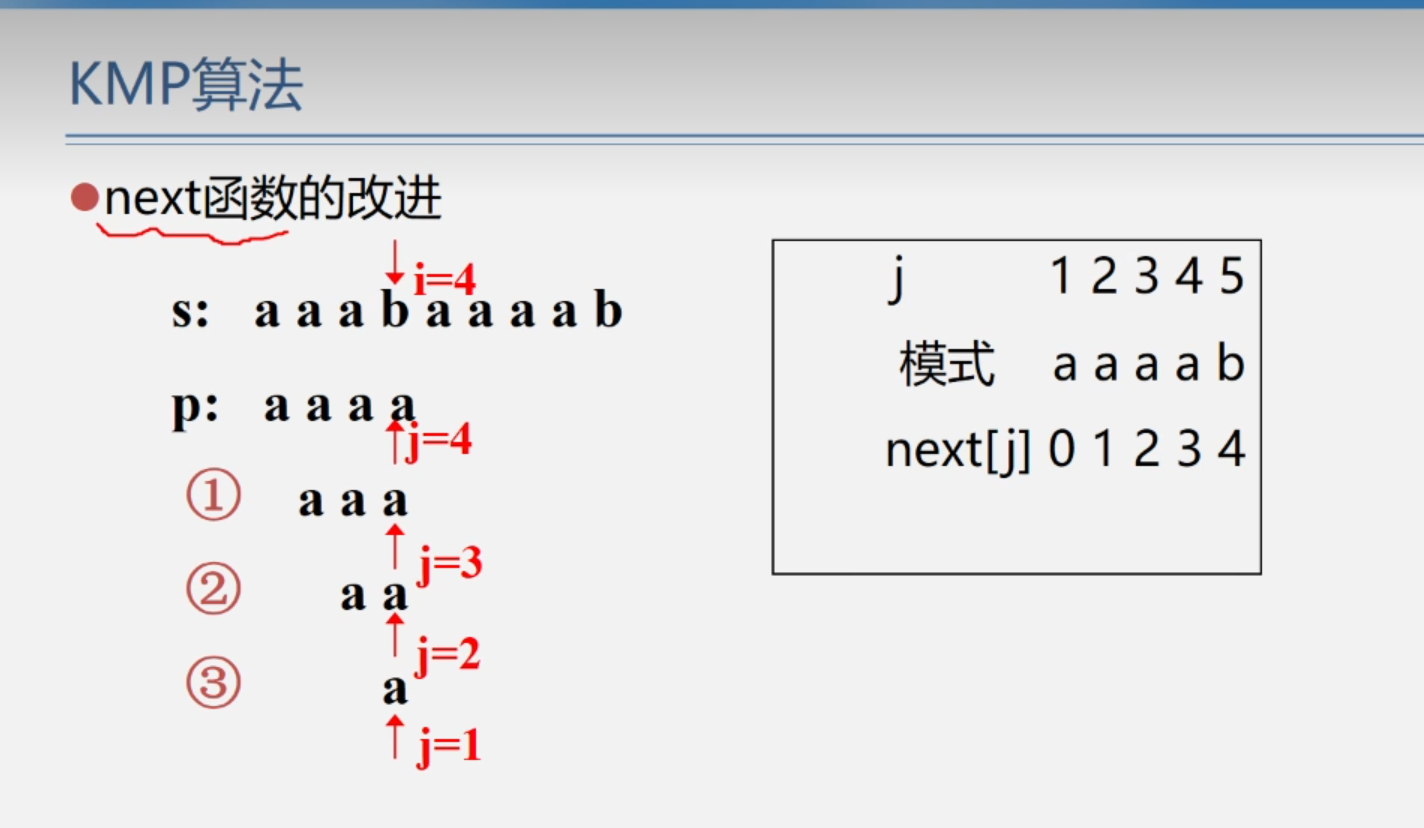 KMP算法
●next函数的改进
i=4
s: a a a b a a a a b
p: a a a a
j=4
① a a a
j=3
② a a
j=2
③ a
j=1
j 1 2 3 4 5
模式 a a a a b
next[j] 0 1 2 3 4